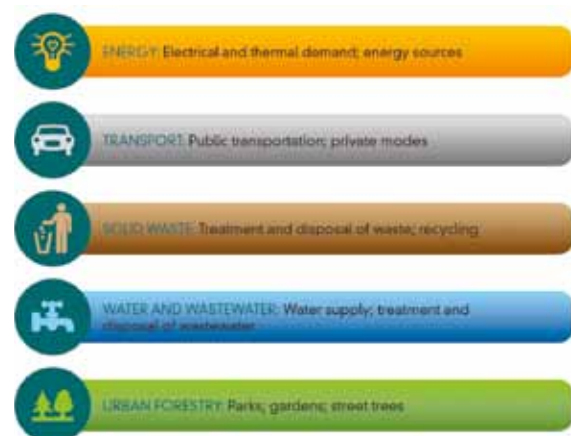 ENERGY: Electrical and thermal demand; energy sources
TRANSPORT: Public transportation; private modes
SOLID WASTE: Treatment and disposal of waste; recycling
WATER AND WASTEWATER: Water supply; treatment and
disposal of wastewater
URBAN FORESTRY: Parks; gardens; street trees